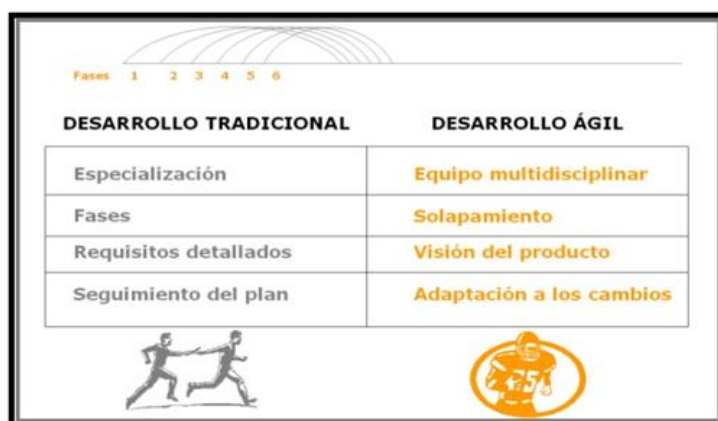 Fases 1 2 3 4 5 6
DESARROLLO TRADICIONAL DESARROLLO ÁGIL
Especialización Equipo multidisciplinar
Fases Solapamiento
Requisitos detallados Visión del producto
Seguimiento del plan Adaptación a los cambios
75